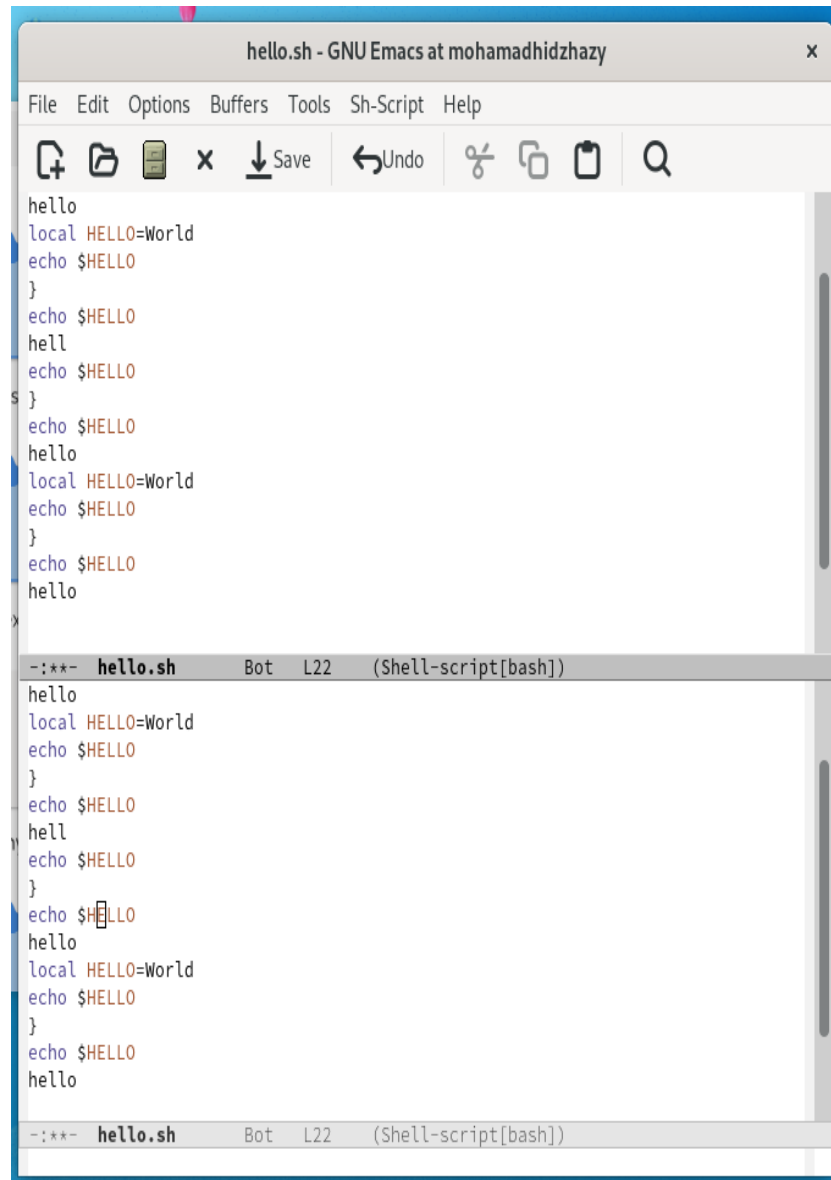 hello.sh - GNU Emacs at mohamadhidzhazy x
File Edit Options Buffers Tools Sh-Script Help
Save Undo
hello
local HELLO=World
echo $HELLO
}
echo $HELLO
hell
echo $HELLO
}
echo $HELLO
hello
local HELLO=World
echo $HELLO
}
echo $HELLO
hello
-:**- hello.sh Bot L22 (Shell-script[bash])
hello
local HELLO=World
echo $HELLO
}
echo $HELLO
hell
echo $HELLO
}
echo $HELLO
hello
local HELLO=World
echo $HELLO
}
echo $HELLO
hello
-:**- hello.sh Bot L22 (Shell-script[bash])